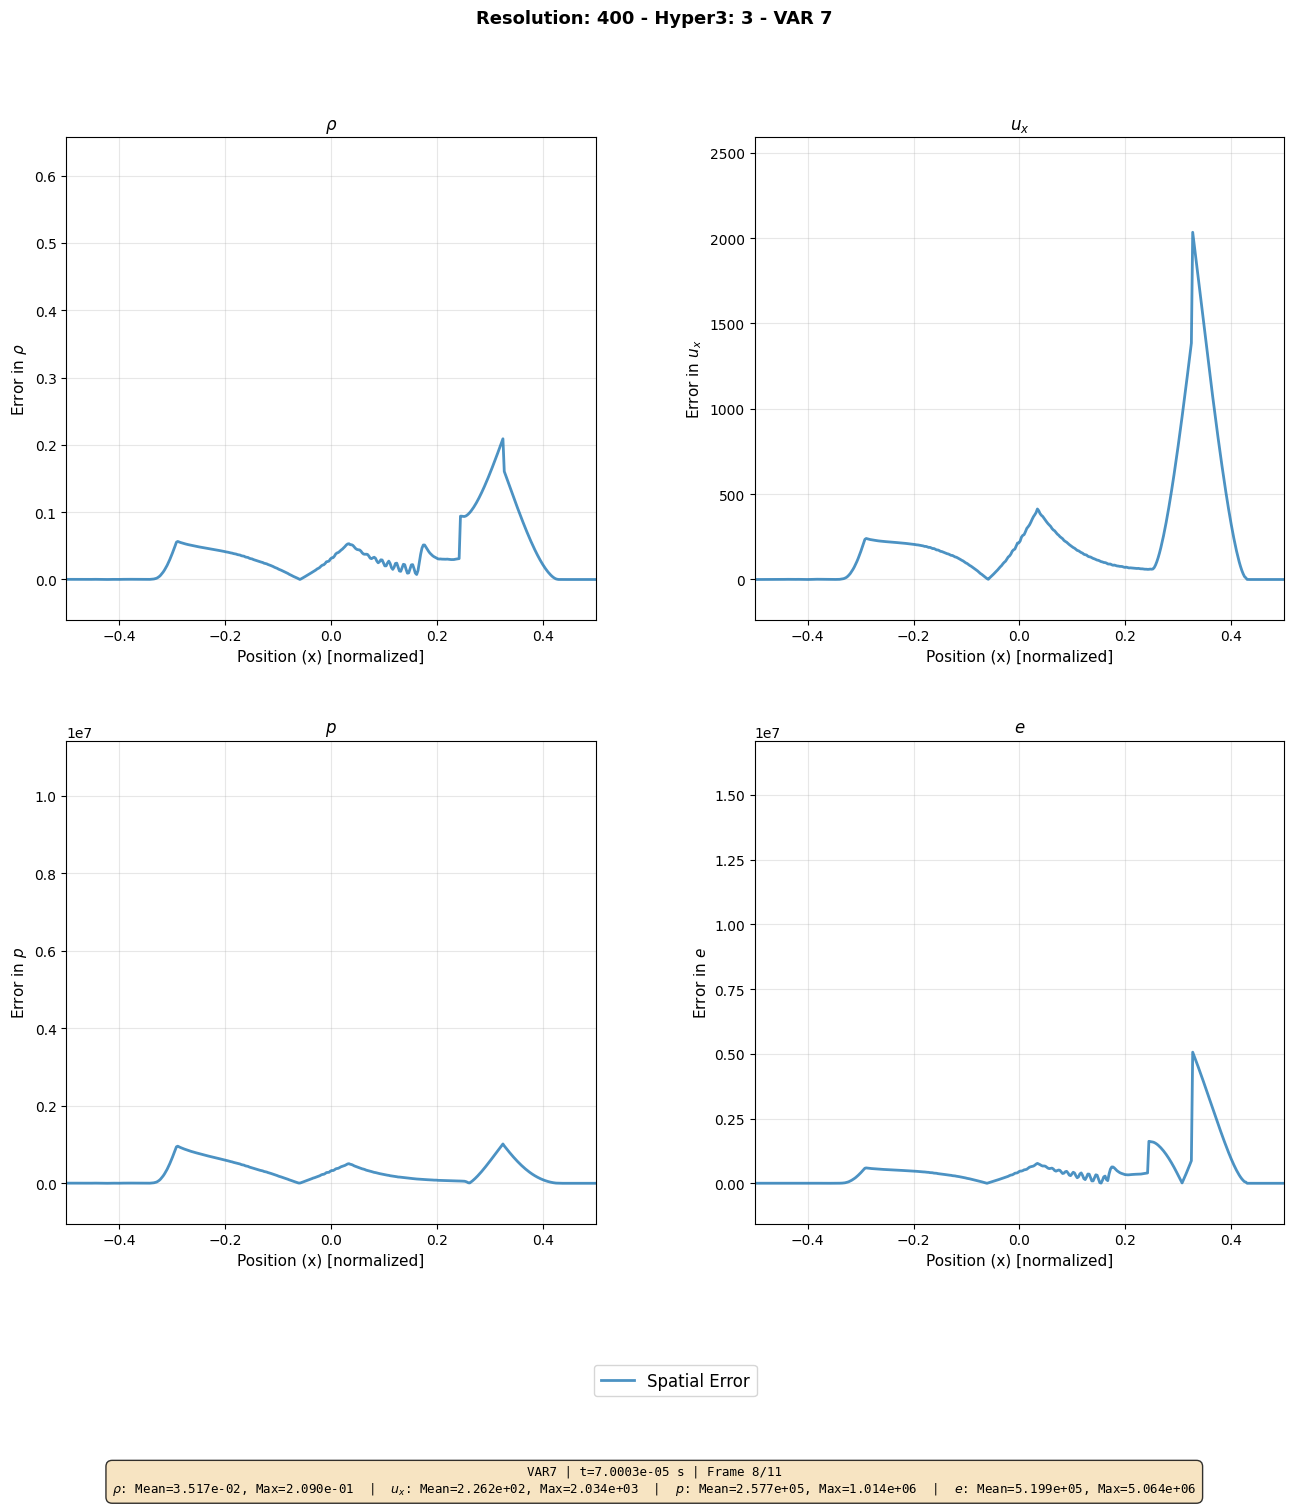 Resolution: 400 - Hyper3: 3 - VAR 7
ρ
0.6
0.5
0.4
0.3
0.2
0.1
0.0
Error in ρ
−0.4 −0.2 0.0 0.2 0.4
Position (x) [normalized]
u_x
2500
2000
1500
1000
500
0
Error in u_x
−0.4 −0.2 0.0 0.2 0.4
Position (x) [normalized]
p
1e7
1.0
0.8
0.6
0.4
0.2
0.0
Error in p
−0.4 −0.2 0.0 0.2 0.4
Position (x) [normalized]
e
1e7
1.50
1.25
1.00
0.75
0.50
0.25
0.00
Error in e
−0.4 −0.2 0.0 0.2 0.4
Position (x) [normalized]
Spatial Error
VAR7 | t=7.0003e-05 s | Frame 8/11
ρ: Mean=3.517e-02, Max=2.090e-01 | u_x: Mean=2.262e+02, Max=2.034e+03 | p: Mean=2.577e+05, Max=1.014e+06 | e: Mean=5.199e+05, Max=5.064e+06